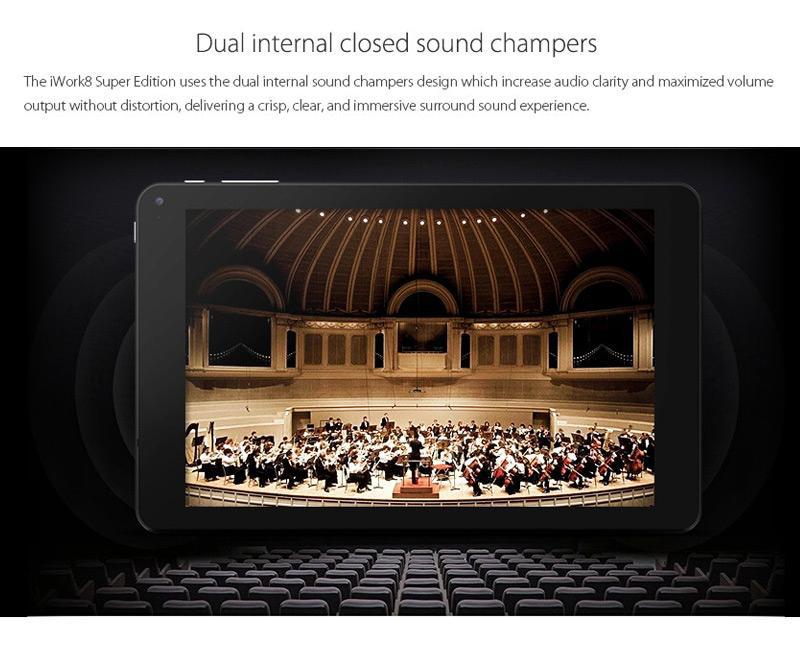 Dual internal closed sound champers
The iWork8 Super Edition uses the dual internal sound champers design which increase audio clarity and maximized volume
output without distortion, delivering a crisp, clear, and immersive surround sound experience.